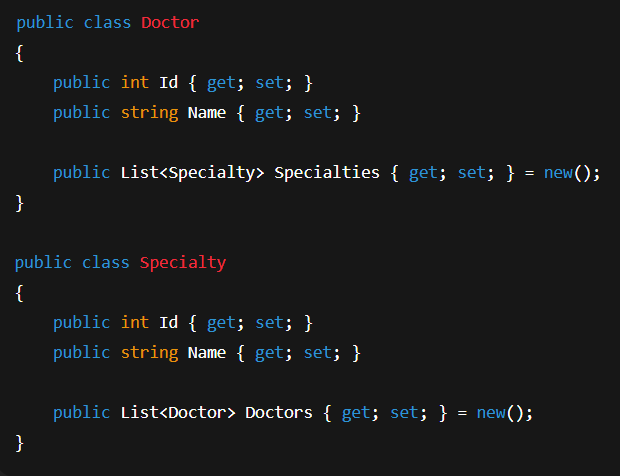 public class Doctor
{
    public int Id { get; set; }
    public string Name { get; set; }

    public List<Specialty> Specialties { get; set; } = new();
}

public class Specialty
{
    public int Id { get; set; }
    public string Name { get; set; }

    public List<Doctor> Doctors { get; set; } = new();
}